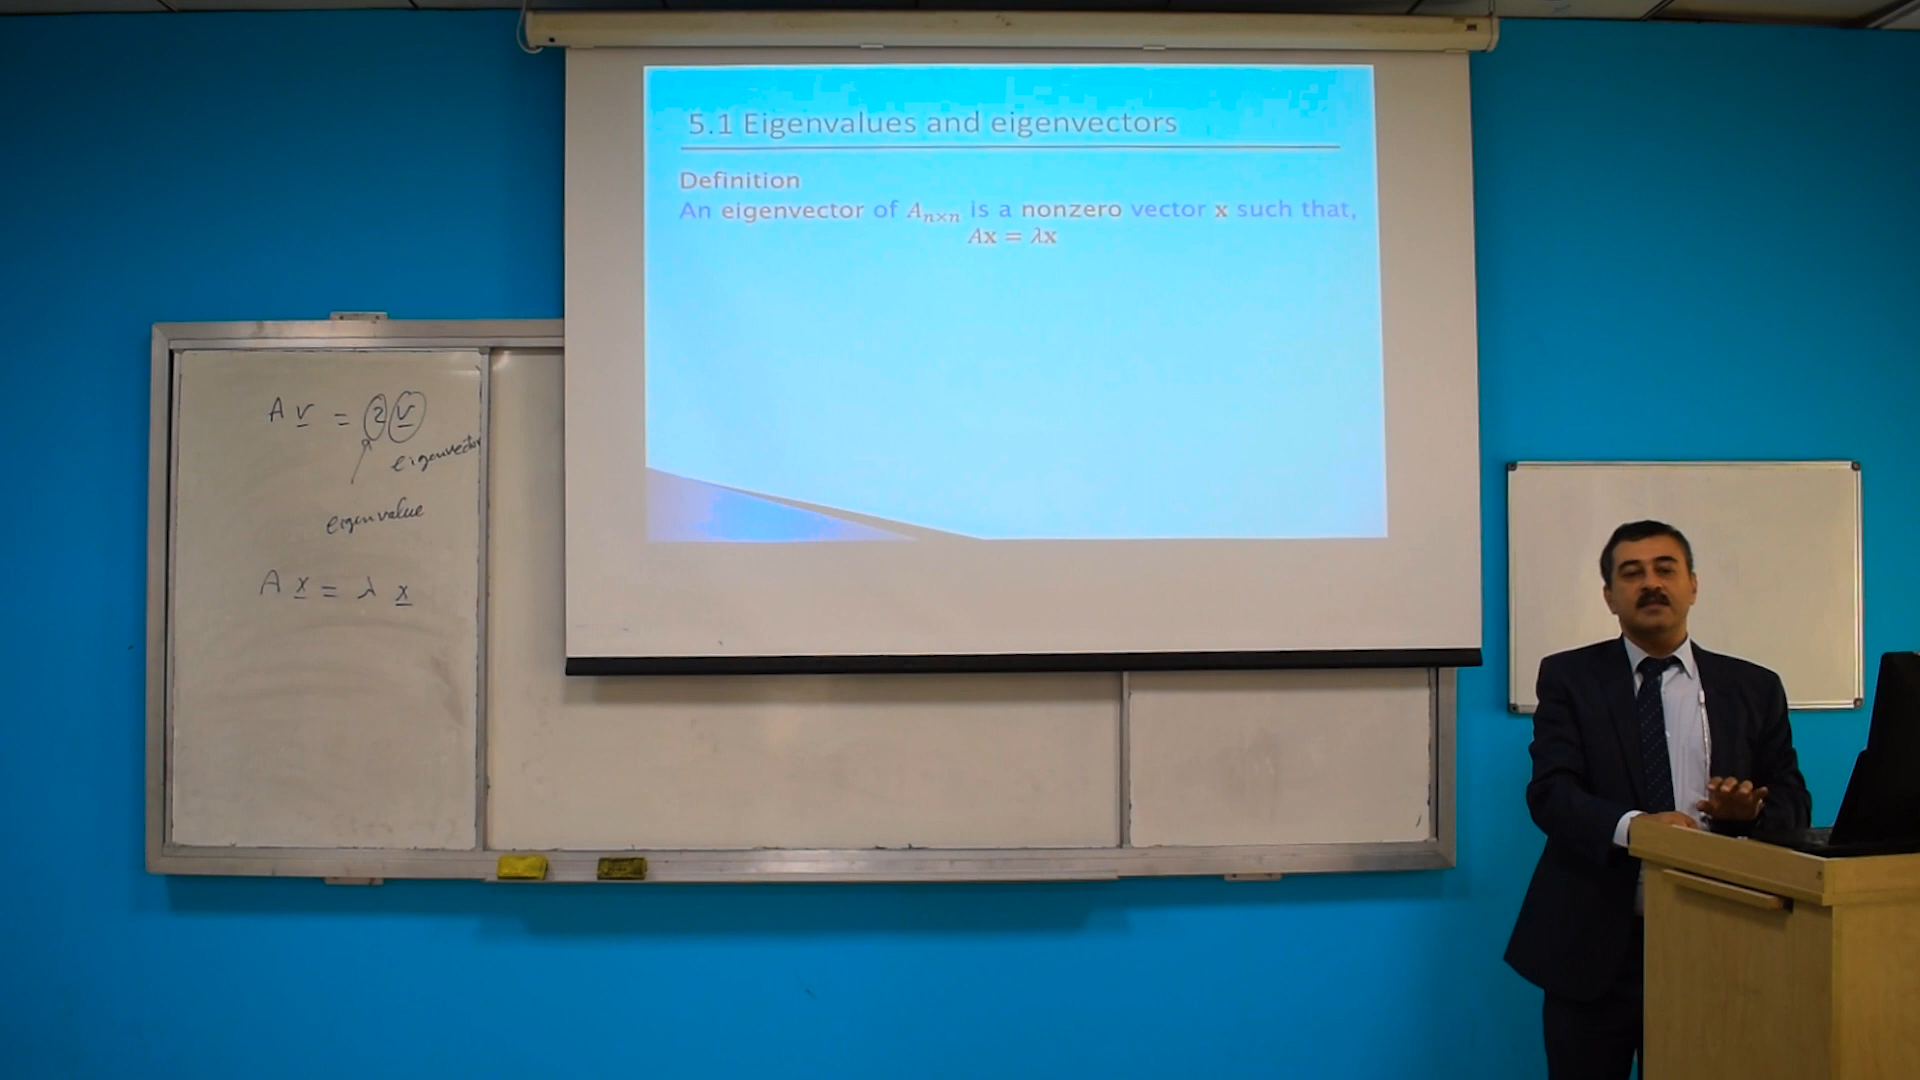 5.1 Eigenvalues and eigenvectors
Definition
An eigenvector of Aₙₓₙ is a nonzero vector x such that,
Ax = λx
A v = 2 v
eigenvector
eigenvalue
A x = λ x